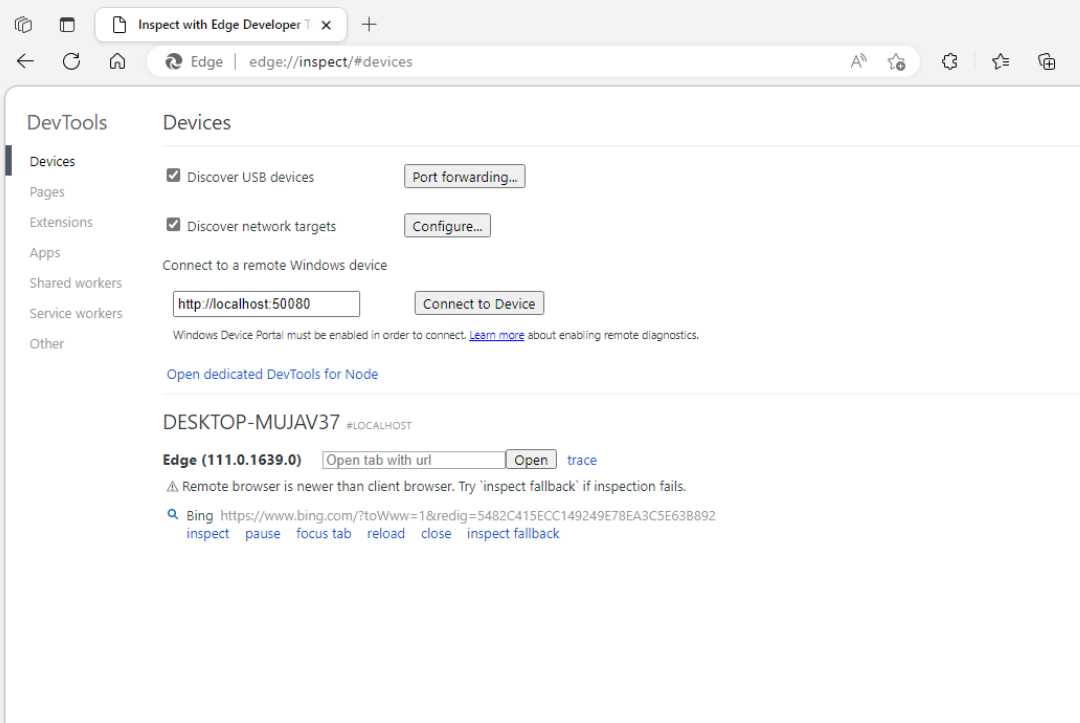 Inspect with Edge Developer T
Edge | edge://inspect/#devices
DevTools
Devices
Pages
Extensions
Apps
Shared workers
Service workers
Other
Devices
Discover USB devices
Port forwarding...
Discover network targets
Configure...
Connect to a remote Windows device
http://localhost:50080
Connect to Device
Windows Device Portal must be enabled in order to connect. Learn more about enabling remote diagnostics.
Open dedicated DevTools for Node
DESKTOP-MUJAV37 #LOCALHOST
Edge (111.0.1639.0) Open tab with url Open trace
⚠ Remote browser is newer than client browser. Try `inspect fallback` if inspection fails.
Bing https://www.bing.com/?toWww=1&redig=5482C415ECC149249E78EA3C5E63B892
inspect pause focus tab reload close inspect fallback